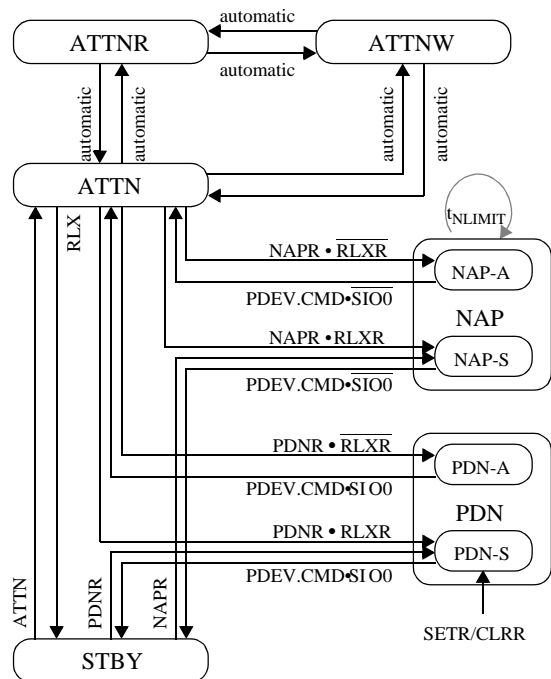 automatic
ATTNR
ATTNW
automatic
automatic
automatic
automatic
automatic
ATTN
RLX
tNLIMIT
NAPR • RLXR
NAP-A
PDEV.CMD•SIO0
NAP
NAPR • RLXR
NAP-S
PDEV.CMD•SIO0
PDNR • RLXR
PDN-A
PDEV.CMD•SIO0
PDN
PDNR • RLXR
PDN-S
PDEV.CMD•SIO0
ATTN
PDNR
NAPR
SETR/CLRR
STBY